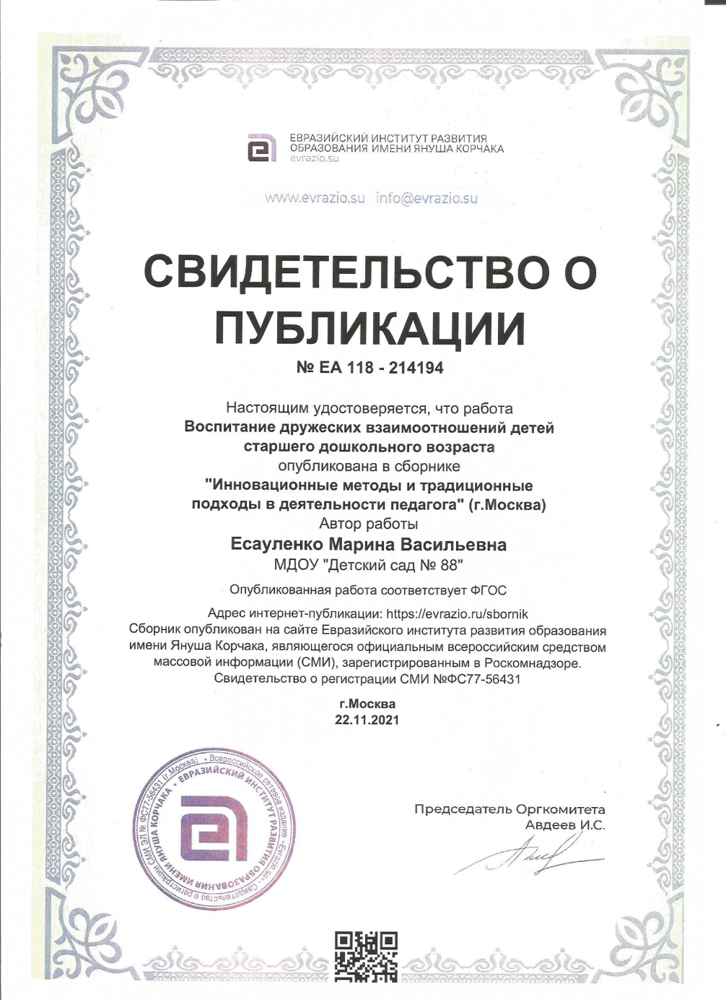 ЕВРАЗИЙСКИЙ ИНСТИТУТ РАЗВИТИЯ
ОБРАЗОВАНИЯ ИМЕНИ ЯНУША КОРЧАКА
evrazio.su
www.evrazio.su info@evrazio.su
СВИДЕТЕЛЬСТВО О
ПУБЛИКАЦИИ
№ ЕА 118 - 214194
Настоящим удостоверяется, что работа
Воспитание дружеских взаимоотношений детей
старшего дошкольного возраста
опубликована в сборнике
"Инновационные методы и традиционные
подходы в деятельности педагога" (г.Москва)
Автор работы
Есауленко Марина Васильевна
МДОУ "Детский сад № 88"
Опубликованная работа соответствует ФГОС
Адрес интернет-публикации: https://evrazio.ru/sbornik
Сборник опубликован на сайте Евразийского института развития образования
имени Януша Корчака, являющегося официальным всероссийским средством
массовой информации (СМИ), зарегистрированным в Роскомнадзоре.
Свидетельство о регистрации СМИ №ФС77-56431
г.Москва
22.11.2021
• Всероссийское сетевое издание «Evrazio.su» - Свидетельство о регистрации СМИ ЭЛ № ФС77-56431 (г.Москва)
• ЕВРАЗИЙСКИЙ ИНСТИТУТ РАЗВИТИЯ ОБРАЗОВАНИЯ ИМЕНИ ЯНУША КОРЧАКА
Председатель Оргкомитета
Авдеев И.С.